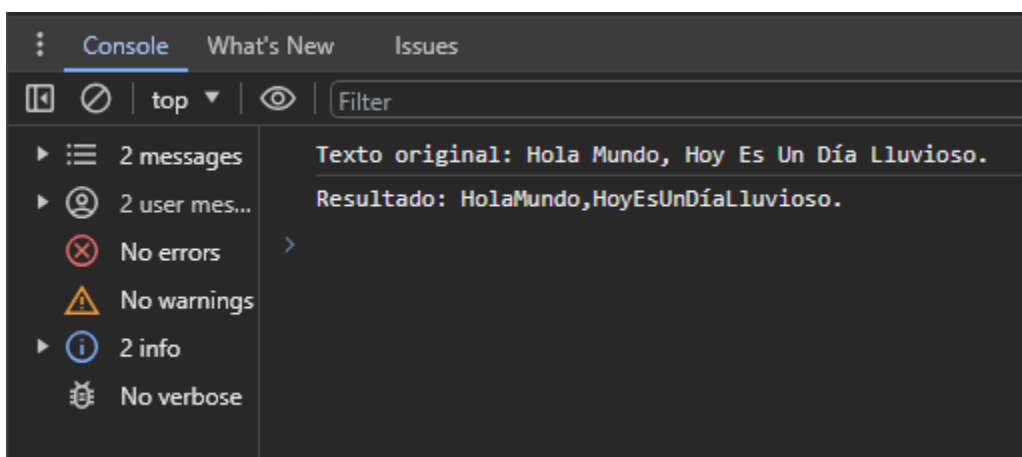 Console What's New Issues
top Filter
2 messages
Texto original: Hola Mundo, Hoy Es Un Día Lluvioso.
2 user mes...
Resultado: HolaMundo,HoyEsUnDíaLluvioso.
No errors
No warnings
2 info
No verbose